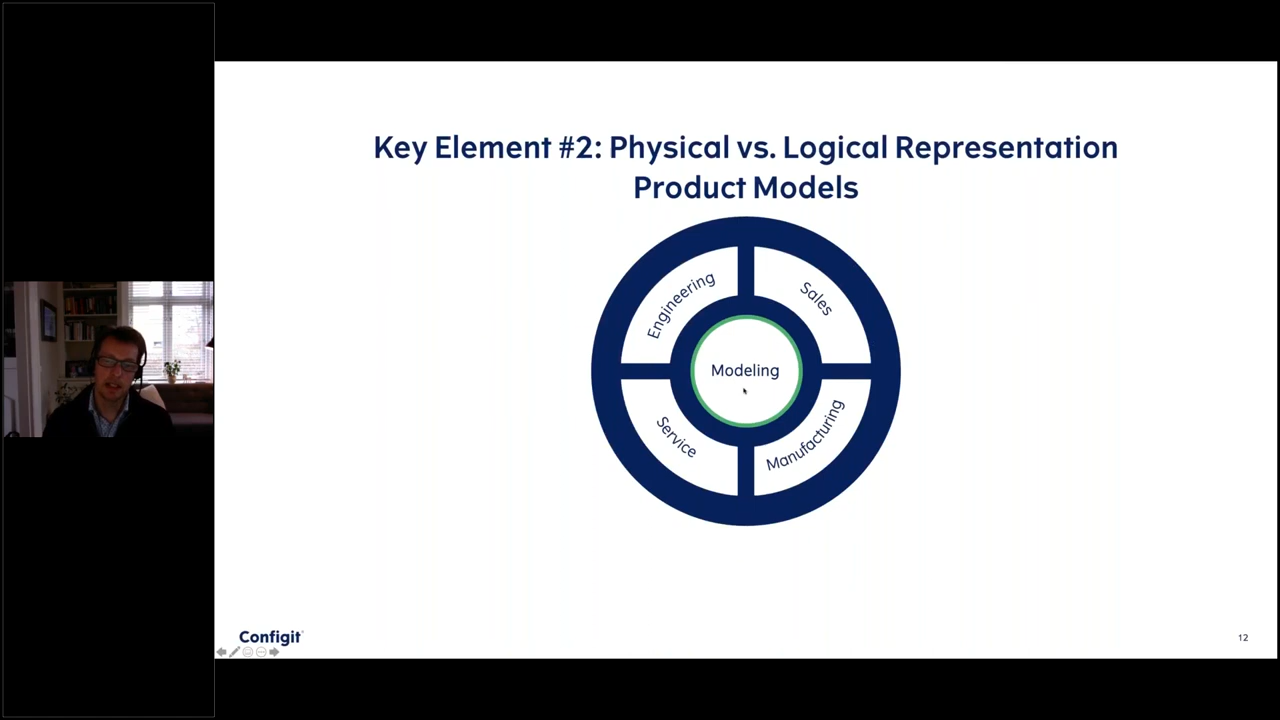 Key Element #2: Physical vs. Logical Representation
Product Models
Engineering
Sales
Modeling
Service
Manufacturing
Configit
12